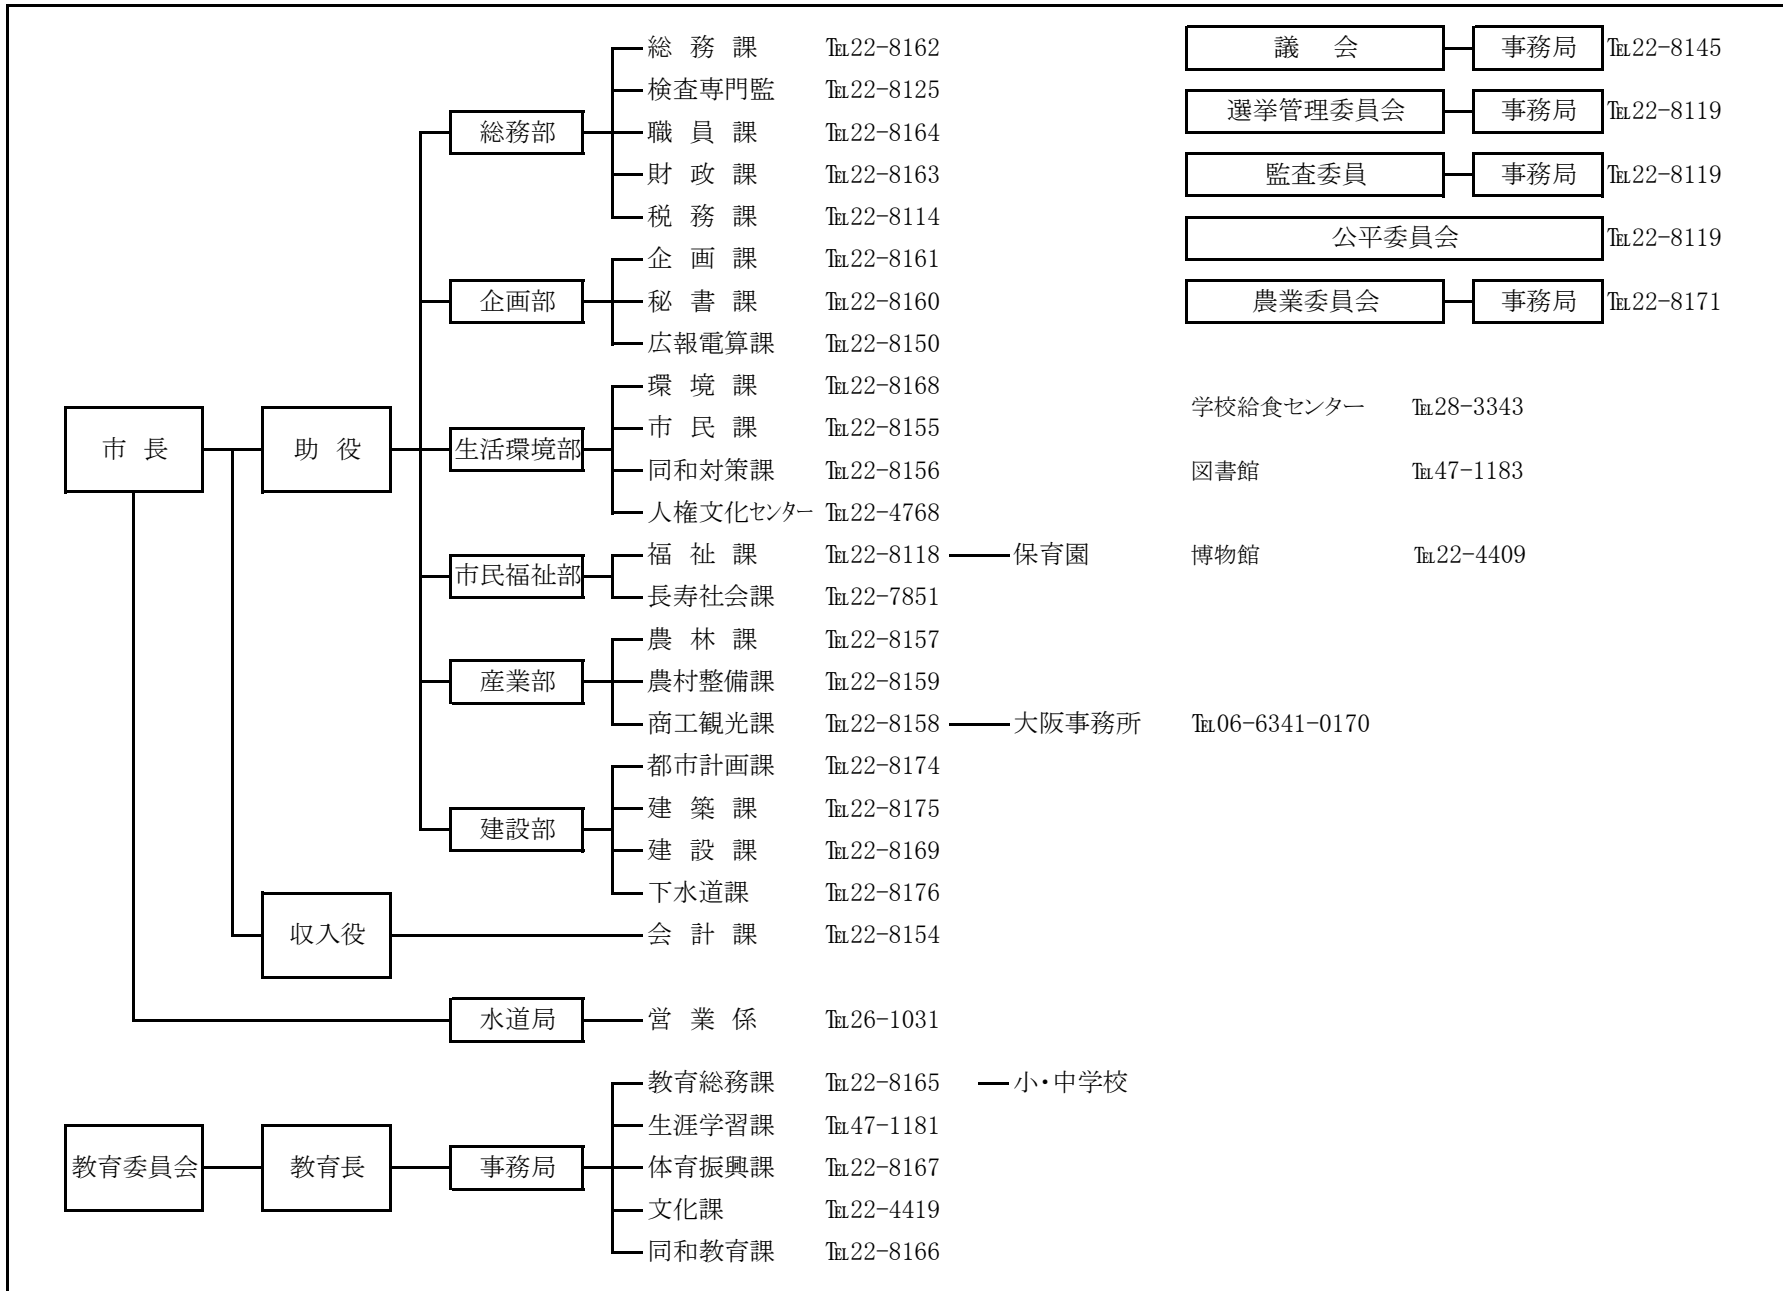 総務課 ℡22-8162
検査専門監 ℡22-8125
総務部
職員課 ℡22-8164
財政課 ℡22-8163
税務課 ℡22-8114
企画課 ℡22-8161
企画部
秘書課 ℡22-8160
広報電算課 ℡22-8150
環境課 ℡22-8168
市民課 ℡22-8155
市長
助役
生活環境部
同和対策課 ℡22-8156
人権文化センター ℡22-4768
福祉課 ℡22-8118 保育園
市民福祉部
長寿社会課 ℡22-7851
農林課 ℡22-8157
産業部
農村整備課 ℡22-8159
商工観光課 ℡22-8158 大阪事務所 ℡06-6341-0170
都市計画課 ℡22-8174
建築課 ℡22-8175
建設部
建設課 ℡22-8169
下水道課 ℡22-8176
収入役 会計課 ℡22-8154
水道局 営業係 ℡26-1031
教育総務課 ℡22-8165 小・中学校
生涯学習課 ℡47-1181
教育委員会 教育長 事務局 体育振興課 ℡22-8167
文化課 ℡22-4419
同和教育課 ℡22-8166
議会 事務局 ℡22-8145
選挙管理委員会 事務局 ℡22-8119
監査委員 事務局 ℡22-8119
公平委員会 ℡22-8119
農業委員会 事務局 ℡22-8171
学校給食センター ℡28-3343
図書館 ℡47-1183
博物館 ℡22-4409